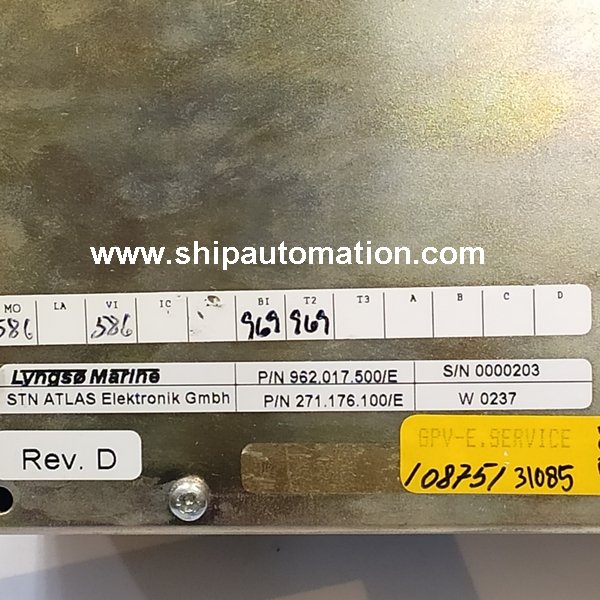 www.shipautomation.com
MO LA VI IC BI T2 T3 A B C D
586 586 969 969
Lyngsø Marine P/N 962.017.500/E S/N 0000203
STN ATLAS Elektronik Gmbh P/N 271.176.100/E W 0237
Rev. D
GPV-E.SERVICE
108751 31085